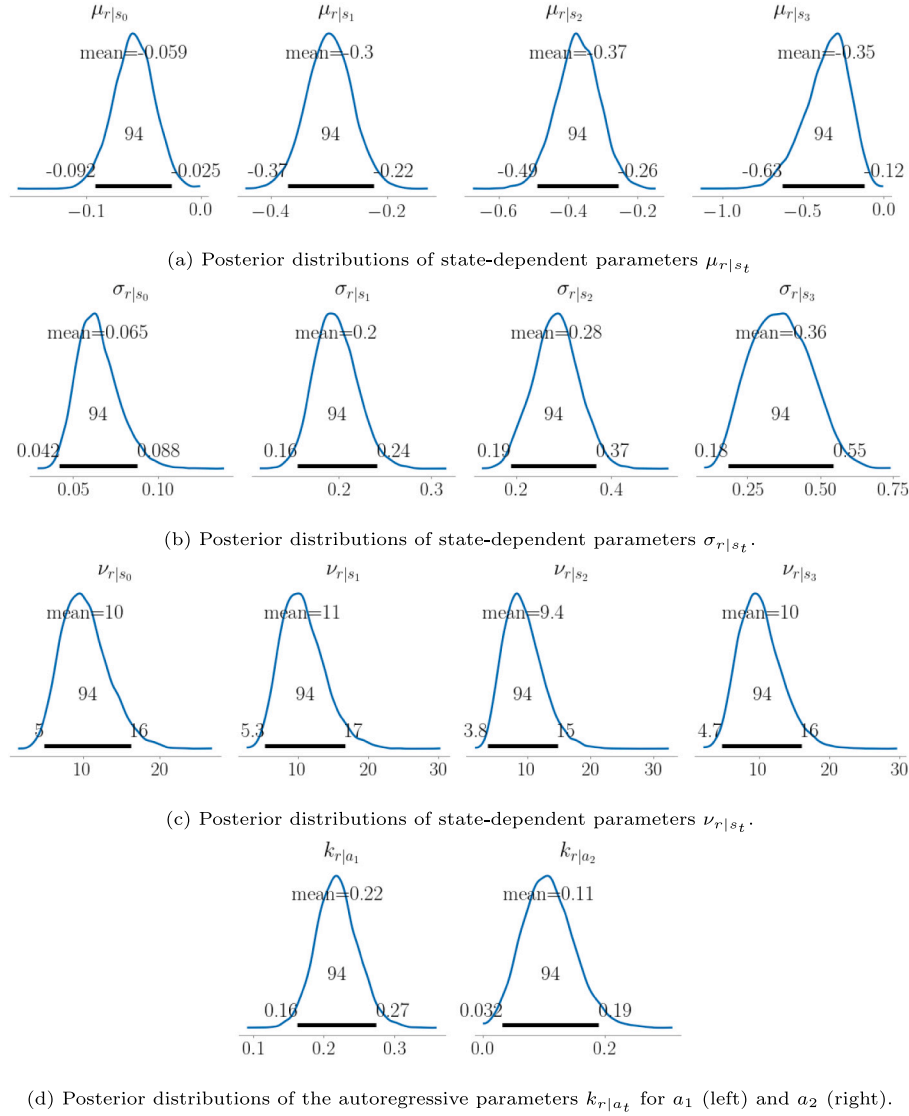 μ_{r|s_0} μ_{r|s_1} μ_{r|s_2} μ_{r|s_3}
mean=-0.059 mean=-0.3 mean=-0.37 mean=-0.35
94 94 94 94
-0.092 -0.025 -0.37 -0.22 -0.49 -0.26 -0.63 -0.12
−0.1 0.0 −0.4 −0.2 −0.6 −0.4 −0.2 −1.0 −0.5 0.0
(a) Posterior distributions of state-dependent parameters μ_{r|s_t}
σ_{r|s_0} σ_{r|s_1} σ_{r|s_2} σ_{r|s_3}
mean=0.065 mean=0.2 mean=0.28 mean=0.36
94 94 94 94
0.042 0.088 0.16 0.24 0.19 0.37 0.18 0.55
0.05 0.10 0.2 0.3 0.2 0.4 0.25 0.50 0.75
(b) Posterior distributions of state-dependent parameters σ_{r|s_t}.
ν_{r|s_0} ν_{r|s_1} ν_{r|s_2} ν_{r|s_3}
mean=10 mean=11 mean=9.4 mean=10
94 94 94 94
5 16 5.3 17 3.8 15 4.7 16
10 20 10 20 30 10 20 30 10 20 30
(c) Posterior distributions of state-dependent parameters ν_{r|s_t}.
k_{r|a_1} k_{r|a_2}
mean=0.22 mean=0.11
94 94
0.16 0.27 0.032 0.19
0.1 0.2 0.3 0.0 0.2
(d) Posterior distributions of the autoregressive parameters k_{r|a_t} for a_1 (left) and a_2 (right).